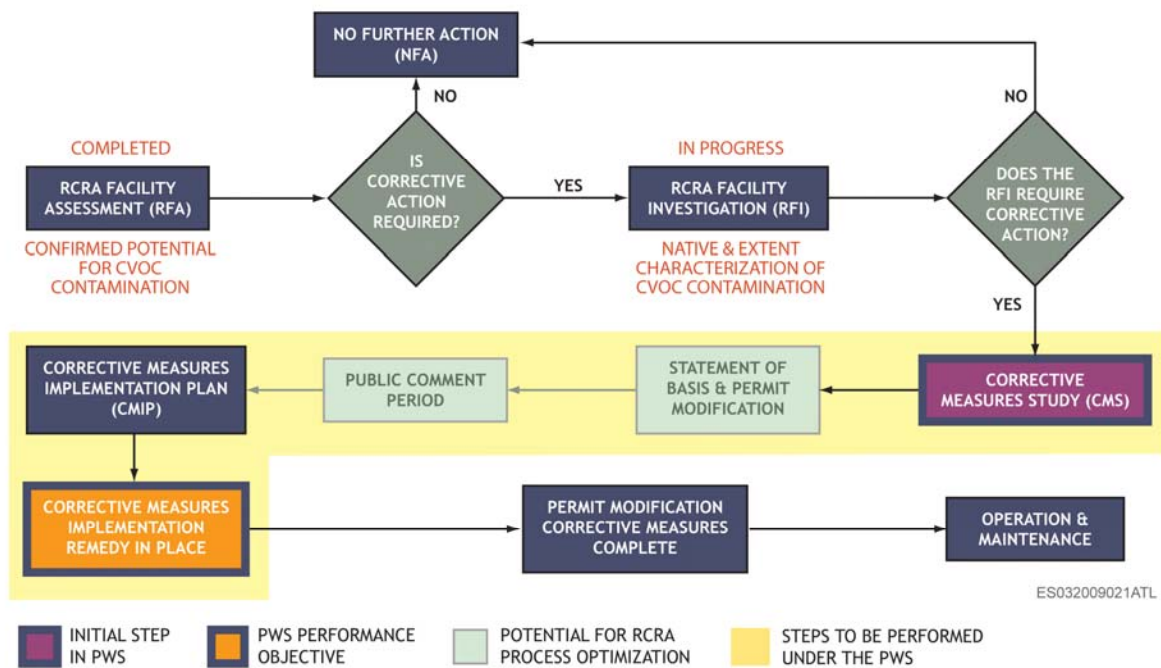 NO FURTHER ACTION
(NFA)
NO
NO
COMPLETED
RCRA FACILITY
ASSESSMENT (RFA)
CONFIRMED POTENTIAL
FOR CVOC
CONTAMINATION
IS
CORRECTIVE
ACTION
REQUIRED?
YES
IN PROGRESS
RCRA FACILITY
INVESTIGATION (RFI)
NATIVE & EXTENT
CHARACTERIZATION OF
CVOC CONTAMINATION
DOES THE
RFI REQUIRE
CORRECTIVE
ACTION?
YES
CORRECTIVE
MEASURES STUDY (CMS)
STATEMENT OF
BASIS & PERMIT
MODIFICATION
PUBLIC COMMENT
PERIOD
CORRECTIVE MEASURES
IMPLEMENTATION PLAN
(CMIP)
CORRECTIVE MEASURES
IMPLEMENTATION
REMEDY IN PLACE
PERMIT MODIFICATION
CORRECTIVE MEASURES
COMPLETE
OPERATION &
MAINTENANCE
ES032009021ATL
INITIAL STEP
IN PWS
PWS PERFORMANCE
OBJECTIVE
POTENTIAL FOR RCRA
PROCESS OPTIMIZATION
STEPS TO BE PERFORMED
UNDER THE PWS